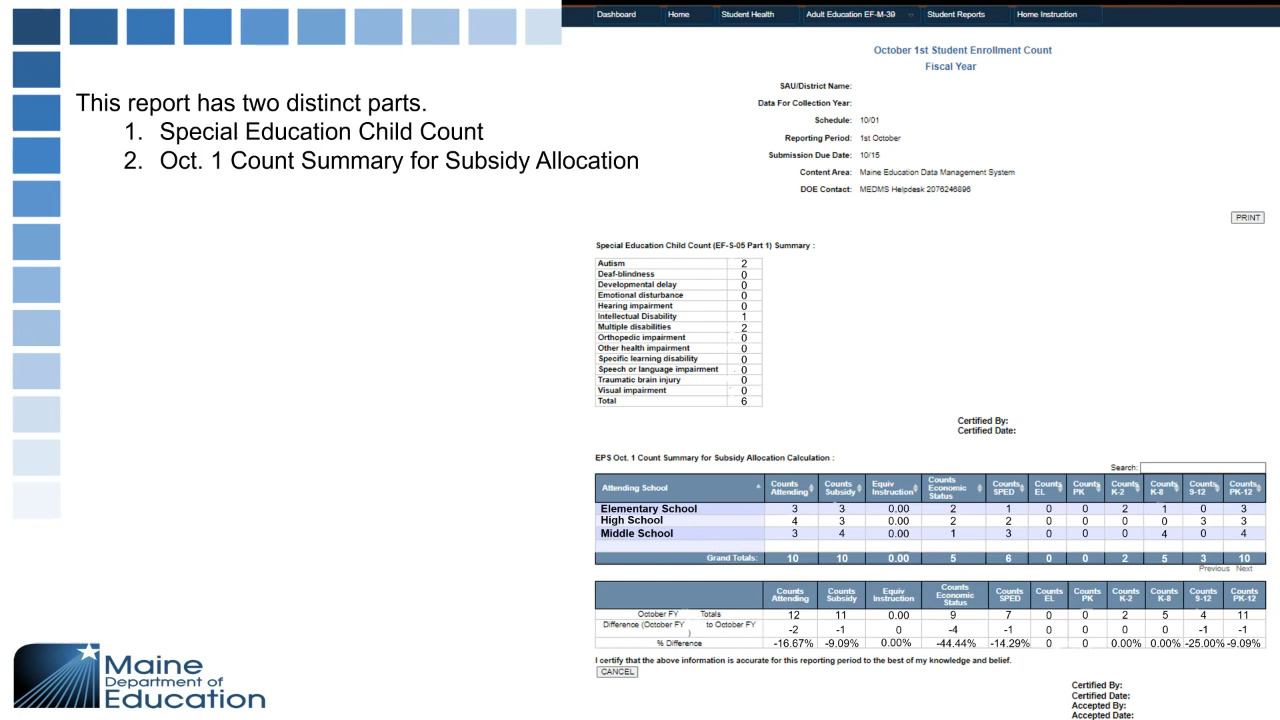 Dashboard Home Student Health Adult Education EF-M-39 Student Reports Home Instruction
This report has two distinct parts.
1. Special Education Child Count
2. Oct. 1 Count Summary for Subsidy Allocation
October 1st Student Enrollment Count
Fiscal Year
SAU/District Name:
Data For Collection Year:
Schedule: 10/01
Reporting Period: 1st October
Submission Due Date: 10/15
Content Area: Maine Education Data Management System
DOE Contact: MEDMS Helpdesk 2076246896
PRINT
Special Education Child Count (EF-S-05 Part 1) Summary :
Autism 2
Deaf-blindness 0
Developmental delay 0
Emotional disturbance 0
Hearing impairment 0
Intellectual Disability 1
Multiple disabilities 2
Orthopedic impairment 0
Other health impairment 0
Specific learning disability 0
Speech or language impairment 0
Traumatic brain injury 0
Visual impairment 0
Total 6
Certified By:
Certified Date:
EPS Oct. 1 Count Summary for Subsidy Allocation Calculation :
Search:
Attending School Counts Attending Counts Subsidy Equiv Instruction Counts Economic Status Counts SPED Counts EL Counts PK Counts K-2 Counts K-8 Counts 9-12 Counts PK-12
Elementary School 3 3 0.00 2 1 0 0 2 1 0 3
High School 4 3 0.00 2 2 0 0 0 0 3 3
Middle School 3 4 0.00 1 3 0 0 0 4 0 4
Grand Totals: 10 10 0.00 5 6 0 0 2 5 3 10
Previous Next
Counts Attending Counts Subsidy Equiv Instruction Counts Economic Status Counts SPED Counts EL Counts PK Counts K-2 Counts K-8 Counts 9-12 Counts PK-12
October FY Totals 12 11 0.00 9 7 0 0 2 5 4 11
Difference (October FY to October FY ) -2 -1 0 -4 -1 0 0 0 0 -1 -1
% Difference -16.67% -9.09% 0.00% -44.44% -14.29% 0 0 0.00% 0.00% -25.00% -9.09%
I certify that the above information is accurate for this reporting period to the best of my knowledge and belief.
CANCEL
Certified By:
Certified Date:
Accepted By:
Accepted Date:
Maine
Department of
Education